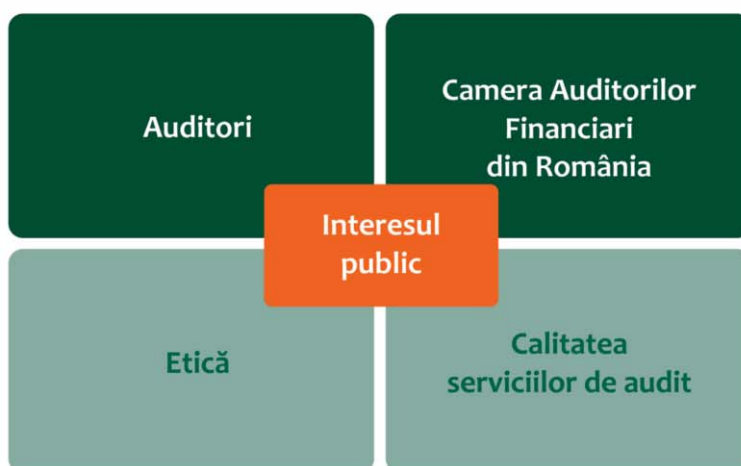 Auditori
Camera Auditorilor
Financiari
din România
Interesul
public
Etică
Calitatea
serviciilor de audit